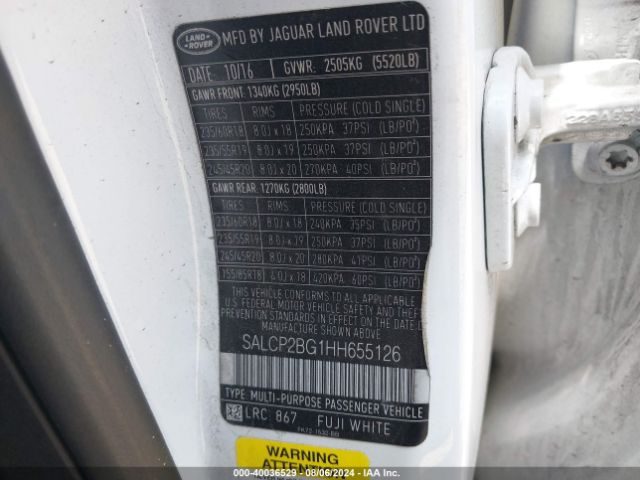 LAND ROVER
MFD BY JAGUAR LAND ROVER LTD
DATE: 10/16 GVWR: 2505KG (5520LB)
GAWR FRONT: 1340KG (2950LB)
TIRES RIMS PRESSURE (COLD SINGLE)
235/60R18 8.0J x 18 250KPA 37PSI (LB/PO²)
235/55R19 8.0J x 19 250KPA 37PSI (LB/PO²)
245/45R20 8.0J x 20 270KPA 40PSI (LB/PO²)
GAWR REAR: 1270KG (2800LB)
TIRES RIMS PRESSURE (COLD SINGLE)
235/60R18 8.0J x 18 240KPA 35PSI (LB/PO²)
235/55R19 8.0J x 19 250KPA 37PSI (LB/PO²)
245/45R20 8.0J x 20 280KPA 41PSI (LB/PO²)
155/85R18 4.0J x 18 420KPA 60PSI (LB/PO²)
THIS VEHICLE CONFORMS TO ALL APPLICABLE
U.S. FEDERAL MOTOR VEHICLE SAFETY AND THEFT
PREVENTION STANDARDS IN EFFECT ON THE DATE
OF MANUFACTURE SHOWN ABOVE.
SALCP2BG1HH655126
TYPE: MULTI-PURPOSE PASSENGER VEHICLE
LRC: 867 FUJI WHITE
WARNING
ATTENTION
© COPY - 40036529 - 08/06/2024 - IAA Inc.